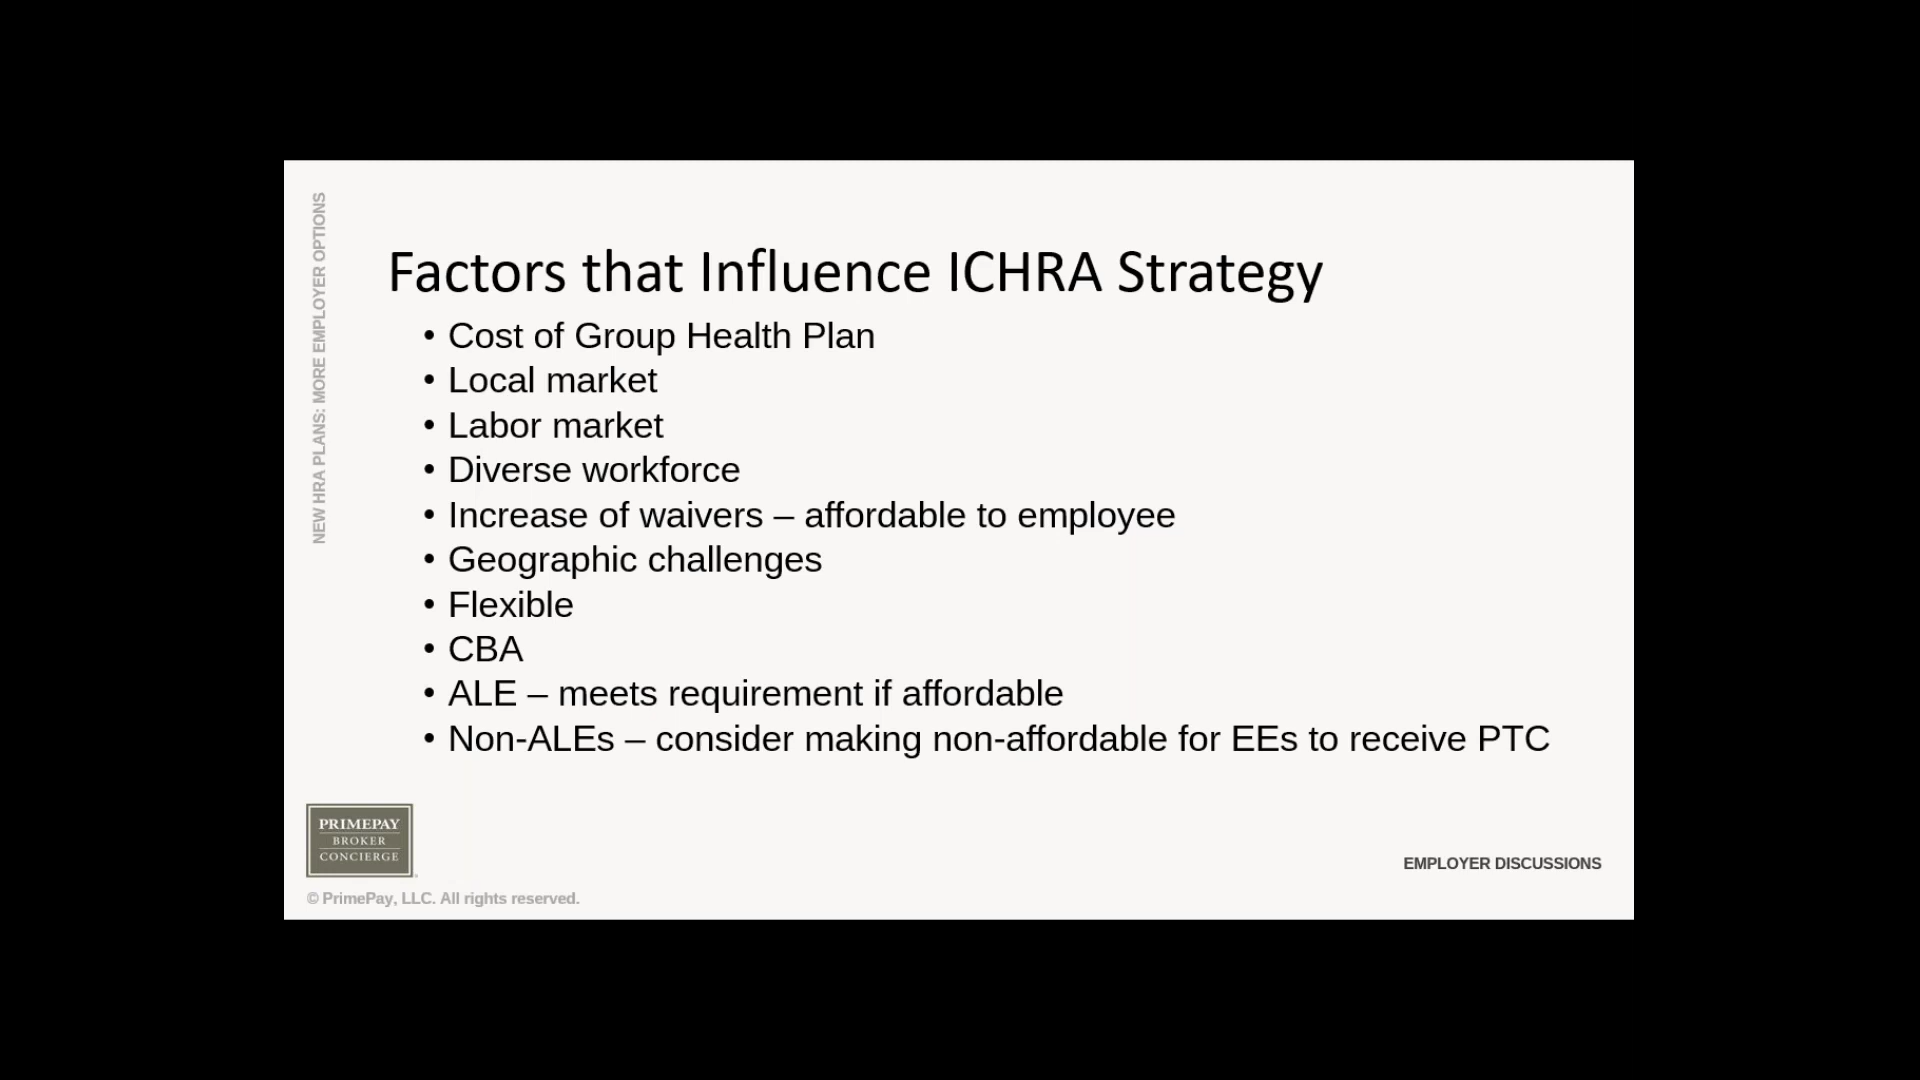 NEW HRA PLANS: MORE EMPLOYER OPTIONS
Factors that Influence ICHRA Strategy
• Cost of Group Health Plan
• Local market
• Labor market
• Diverse workforce
• Increase of waivers – affordable to employee
• Geographic challenges
• Flexible
• CBA
• ALE – meets requirement if affordable
• Non-ALEs – consider making non-affordable for EEs to receive PTC
PRIMEPAY
BROKER
CONCIERGE
EMPLOYER DISCUSSIONS
© PrimePay, LLC. All rights reserved.